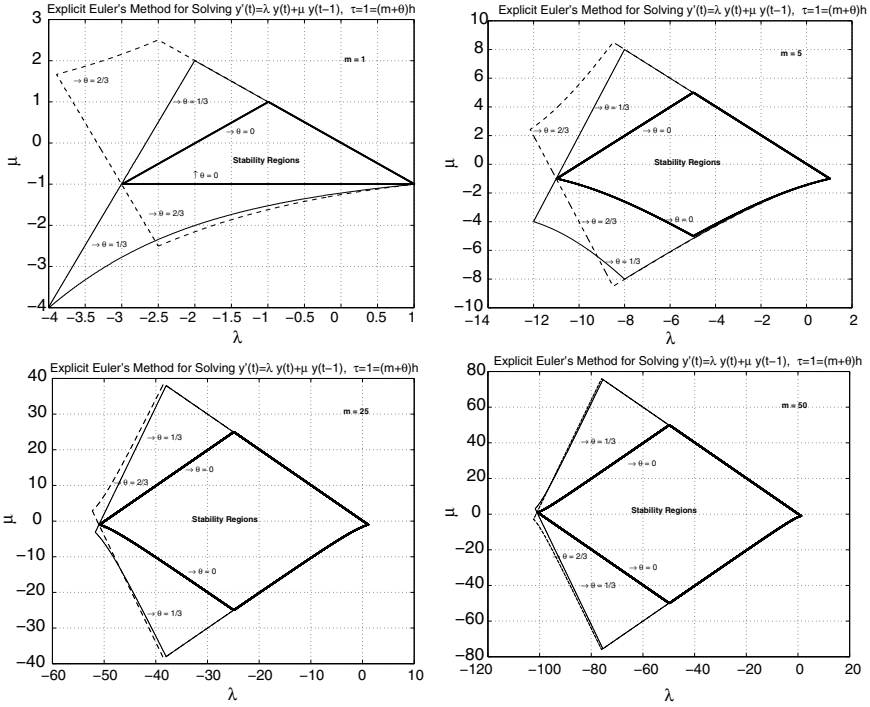 Explicit Euler's Method for Solving y'(t)=λ y(t)+μ y(t-1), τ=1=(m+θ)h
3
2
1
0
−1
−2
−3
−4
μ
m = 1
→ θ = 2/3
→ θ = 1/3
→ θ = 0
Stability Regions
↑ θ = 0
→ θ = 2/3
→ θ = 1/3
−4 −3.5 −3 −2.5 −2 −1.5 −1 −0.5 0 0.5 1
λ
Explicit Euler's Method for Solving y'(t)=λ y(t)+μ y(t-1), τ=1=(m+θ)h
10
8
6
4
2
0
−2
−4
−6
−8
−10
μ
m = 5
→ θ = 1/3
→ θ = 2/3
→ θ = 0
Stability Regions
→ θ = 2/3
→ θ = 0
→ θ = 1/3
−14 −12 −10 −8 −6 −4 −2 0 2
λ
Explicit Euler's Method for Solving y'(t)=λ y(t)+μ y(t-1), τ=1=(m+θ)h
40
30
20
10
0
−10
−20
−30
−40
μ
m = 25
→ θ = 1/3
→ θ = 0
→ θ = 2/3
Stability Regions
→ θ = 0
→ θ = 1/3
−60 −50 −40 −30 −20 −10 0 10
λ
Explicit Euler's Method for Solving y'(t)=λ y(t)+μ y(t-1), τ=1=(m+θ)h
80
60
40
20
0
−20
−40
−60
−80
μ
m = 50
→ θ = 1/3
→ θ = 0
Stability Regions
→ θ = 2/3
→ θ = 0
→ θ = 1/3
−120 −100 −80 −60 −40 −20 0 20
λ